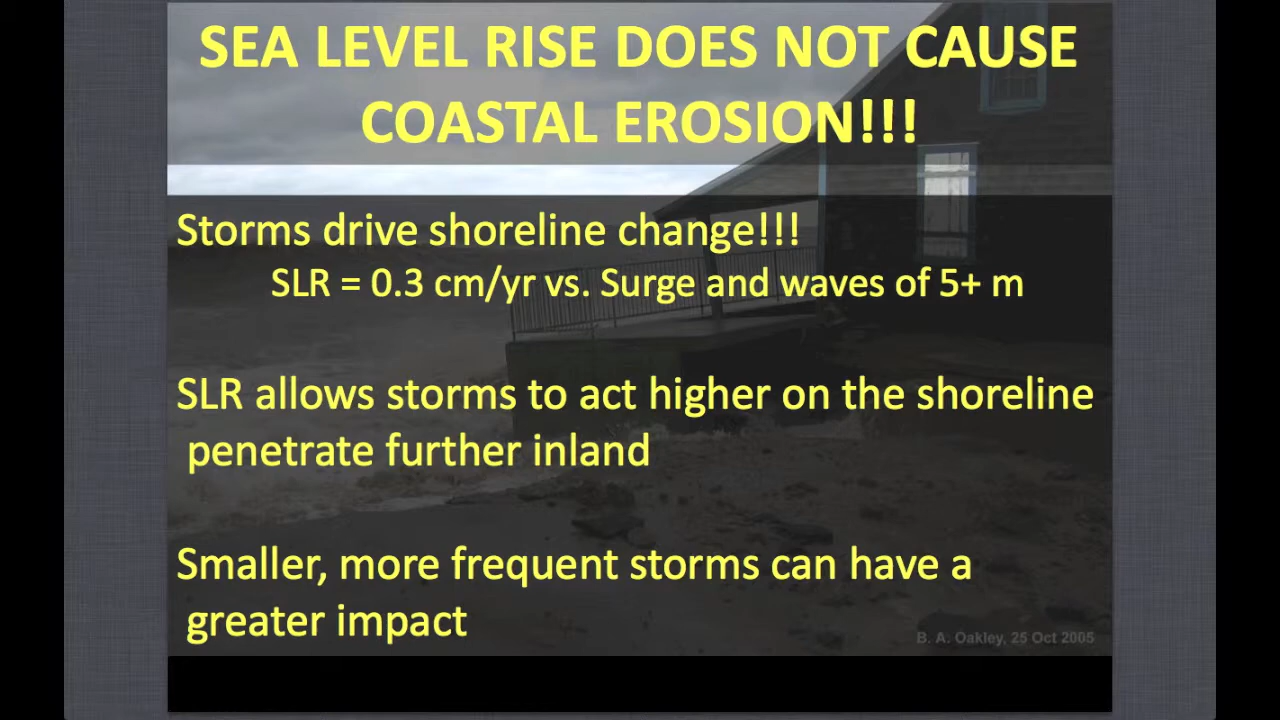 SEA LEVEL RISE DOES NOT CAUSE
COASTAL EROSION!!!
Storms drive shoreline change!!!
SLR = 0.3 cm/yr vs. Surge and waves of 5+ m
SLR allows storms to act higher on the shoreline
penetrate further inland
Smaller, more frequent storms can have a
greater impact
B. A. Oakley, 25 Oct 2005